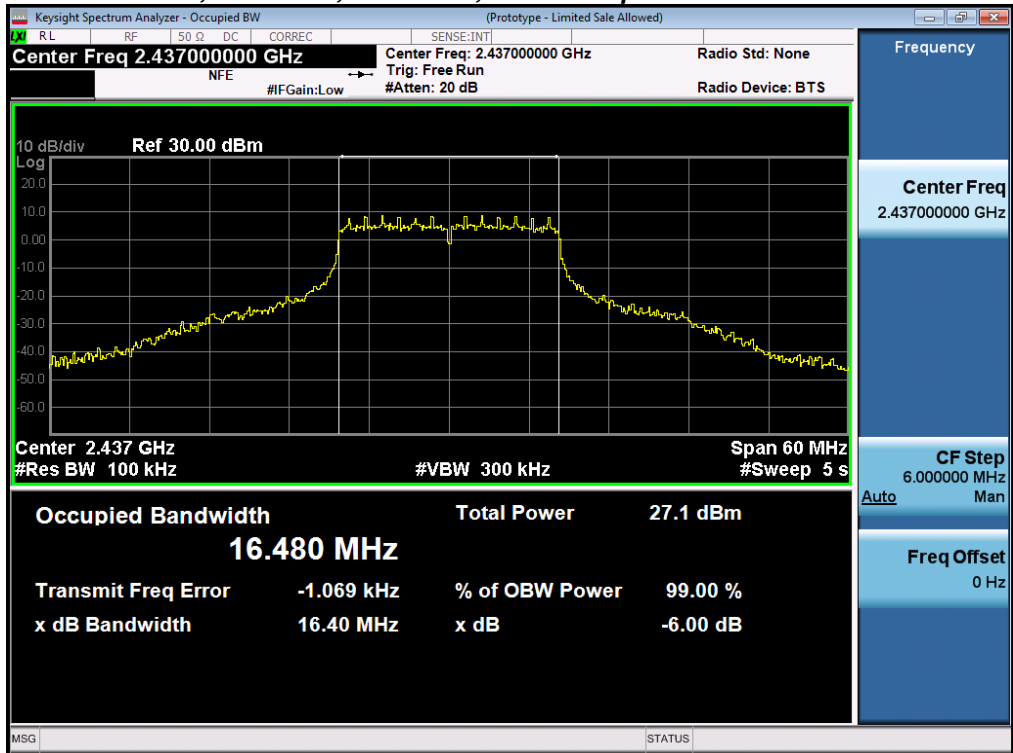 Keysight Spectrum Analyzer - Occupied BW (Prototype - Limited Sale Allowed)
LXI RL RF 50 Ω DC CORREC SENSE:INT
Center Freq 2.437000000 GHz
NFE
#IFGain:Low
Center Freq: 2.437000000 GHz
Trig: Free Run
#Atten: 20 dB
Radio Std: None
Radio Device: BTS
10 dB/div Ref 30.00 dBm
Log
20.0
10.0
0.00
-10.0
-20.0
-30.0
-40.0
-50.0
-60.0
Center 2.437 GHz Span 60 MHz
#Res BW 100 kHz #VBW 300 kHz #Sweep 5 s
Occupied Bandwidth Total Power 27.1 dBm
16.480 MHz
Transmit Freq Error -1.069 kHz % of OBW Power 99.00 %
x dB Bandwidth 16.40 MHz x dB -6.00 dB
MSG STATUS
Frequency
Center Freq
2.437000000 GHz
CF Step
6.000000 MHz
Auto Man
Freq Offset
0 Hz